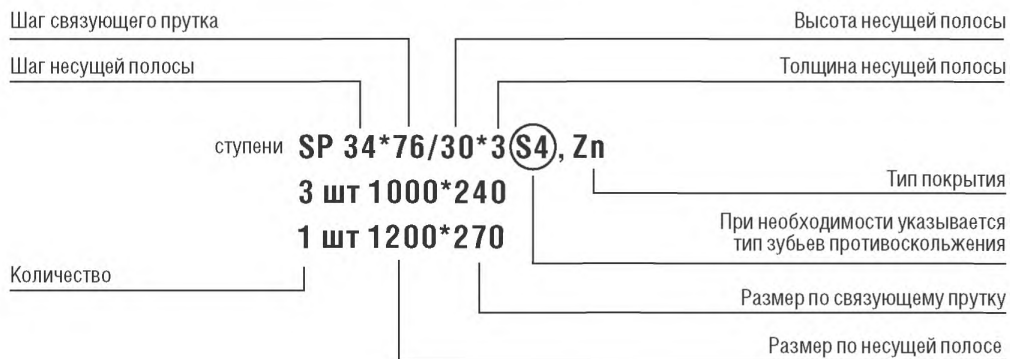 Шаг связующего прутка
Высота несущей полосы
Шаг несущей полосы
Толщина несущей полосы
ступени SP 34*76/30*3 S4, Zn
3 шт 1000*240
Тип покрытия
1 шт 1200*270
При необходимости указывается
тип зубьев противоскольжения
Количество
Размер по связующему прутку
Размер по несущей полосе